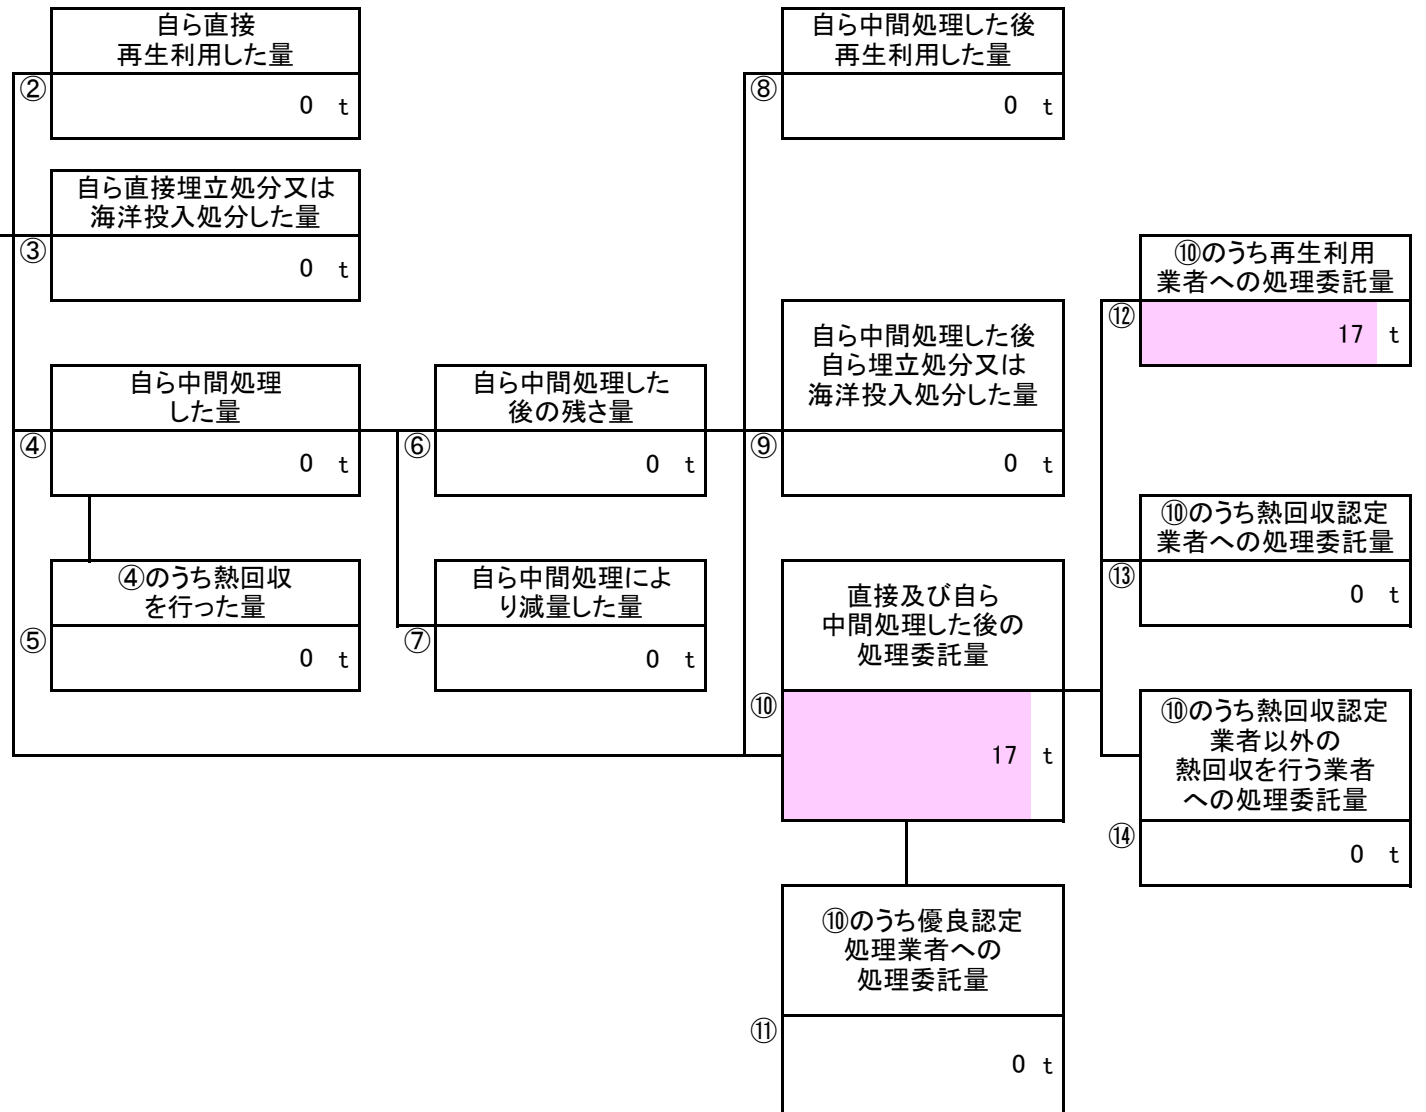 自ら直接
再生利用した量
②
0 t
自ら直接埋立処分又は
海洋投入処分した量
③
0 t
自ら中間処理
した量
④
0 t
④のうち熱回収
を行った量
⑤
0 t
自ら中間処理した
後の残さ量
⑥
0 t
自ら中間処理によ
り減量した量
⑦
0 t
自ら中間処理した後
再生利用した量
⑧
0 t
自ら中間処理した後
自ら埋立処分又は
海洋投入処分した量
⑨
0 t
直接及び自ら
中間処理した後の
処理委託量
⑩
17 t
⑩のうち優良認定
処理業者への
処理委託量
⑪
0 t
⑩のうち再生利用
業者への処理委託量
⑫
17 t
⑩のうち熱回収認定
業者への処理委託量
⑬
0 t
⑩のうち熱回収認定
業者以外の
熱回収を行う業者
への処理委託量
⑭
0 t